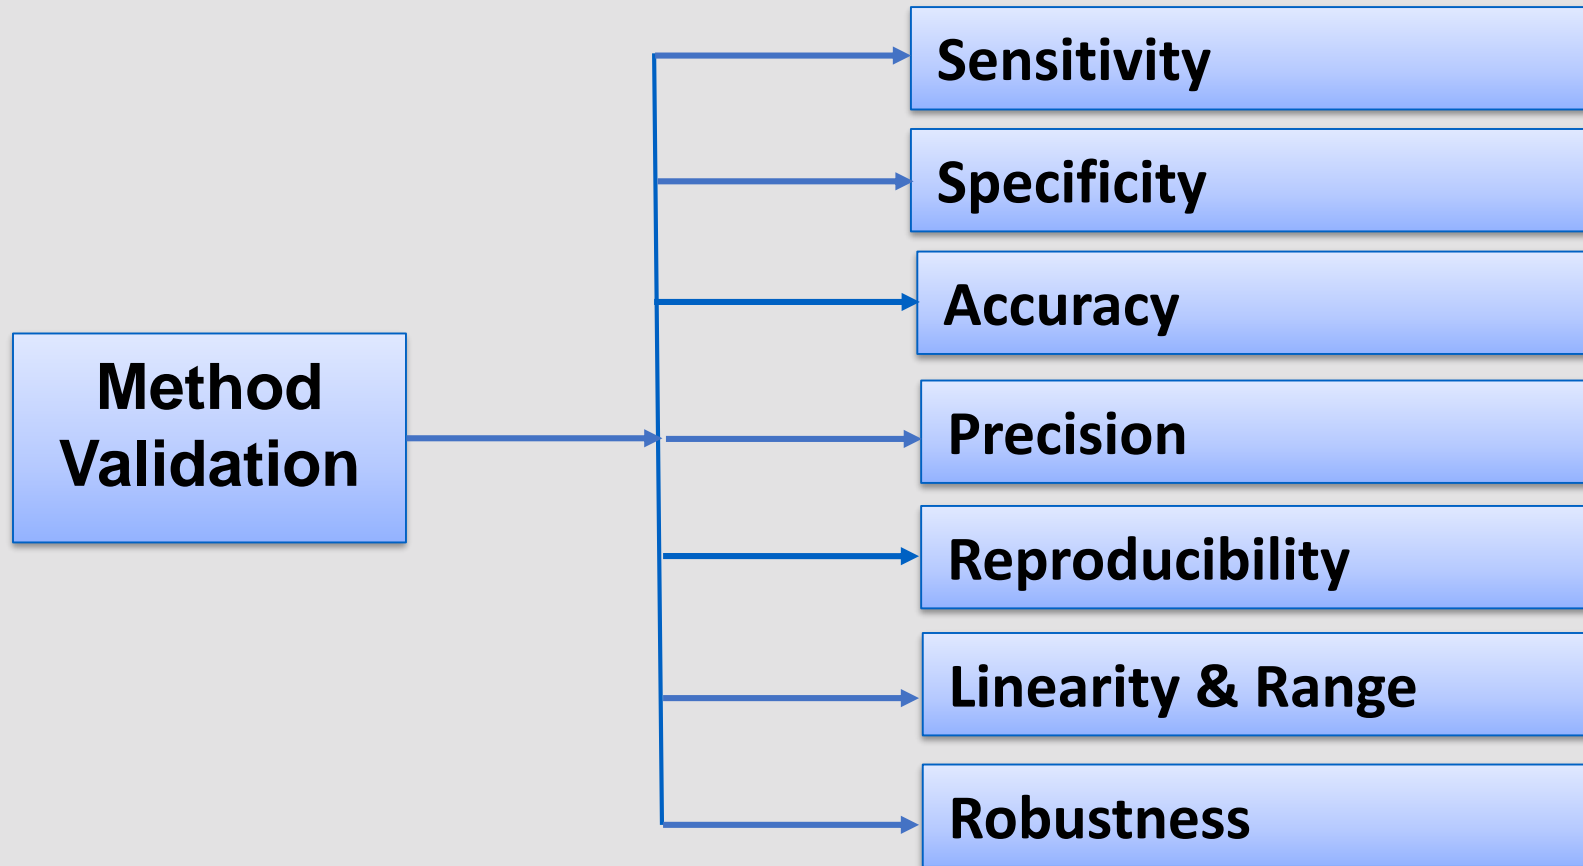 Sensitivity
Specificity
Accuracy
Method
Validation
Precision
Reproducibility
Linearity & Range
Robustness